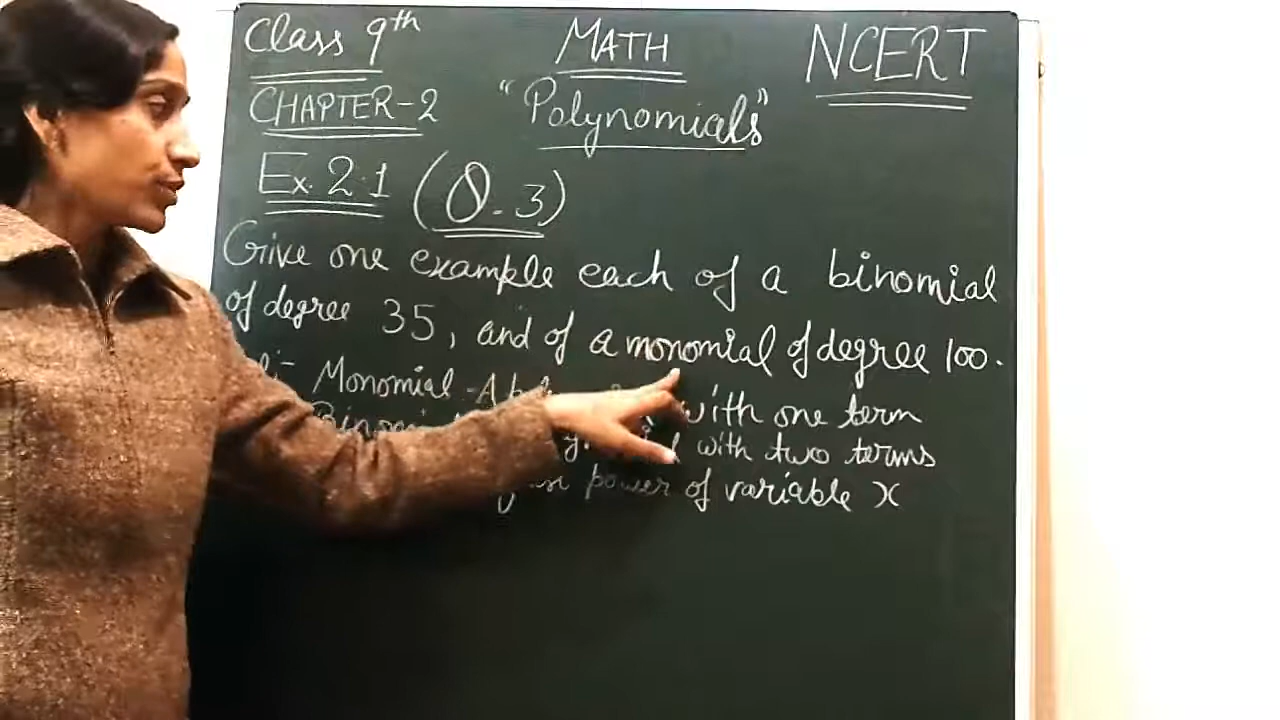 Class 9th MATH NCERT
CHAPTER-2 "Polynomials"
Ex. 2.1 (Q.3)
Give one example each of a binomial
of degree 35, and of a monomial of degree 100.
Monomial - A with one term
with two terms
power of variable x